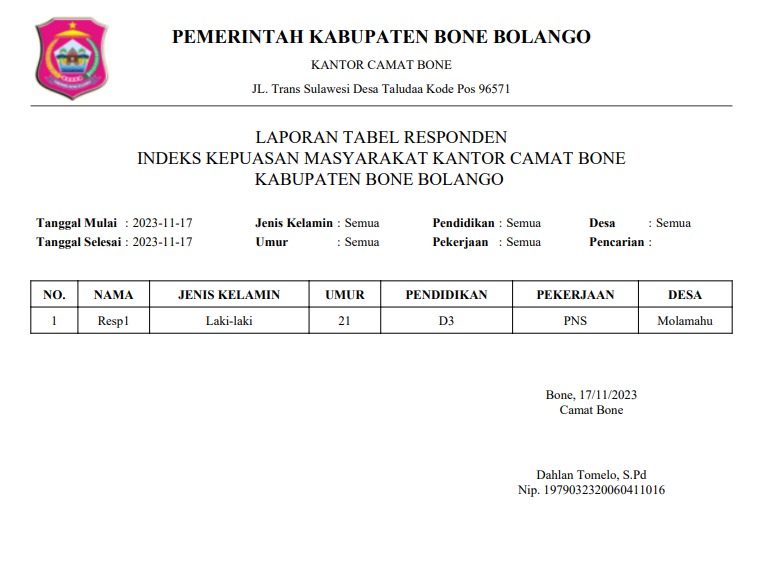 PEMERINTAH KABUPATEN BONE BOLANGO
KANTOR CAMAT BONE
JL. Trans Sulawesi Desa Taludaa Kode Pos 96571
LAPORAN TABEL RESPONDEN
INDEKS KEPUASAN MASYARAKAT KANTOR CAMAT BONE
KABUPATEN BONE BOLANGO
Tanggal Mulai : 2023-11-17 Jenis Kelamin : Semua Pendidikan : Semua Desa : Semua
Tanggal Selesai : 2023-11-17 Umur : Semua Pekerjaan : Semua Pencarian :
NO. NAMA JENIS KELAMIN UMUR PENDIDIKAN PEKERJAAN DESA
1 Resp1 Laki-laki 21 D3 PNS Molamahu
Bone, 17/11/2023
Camat Bone
Dahlan Tomelo, S.Pd
Nip. 1979032320060411016